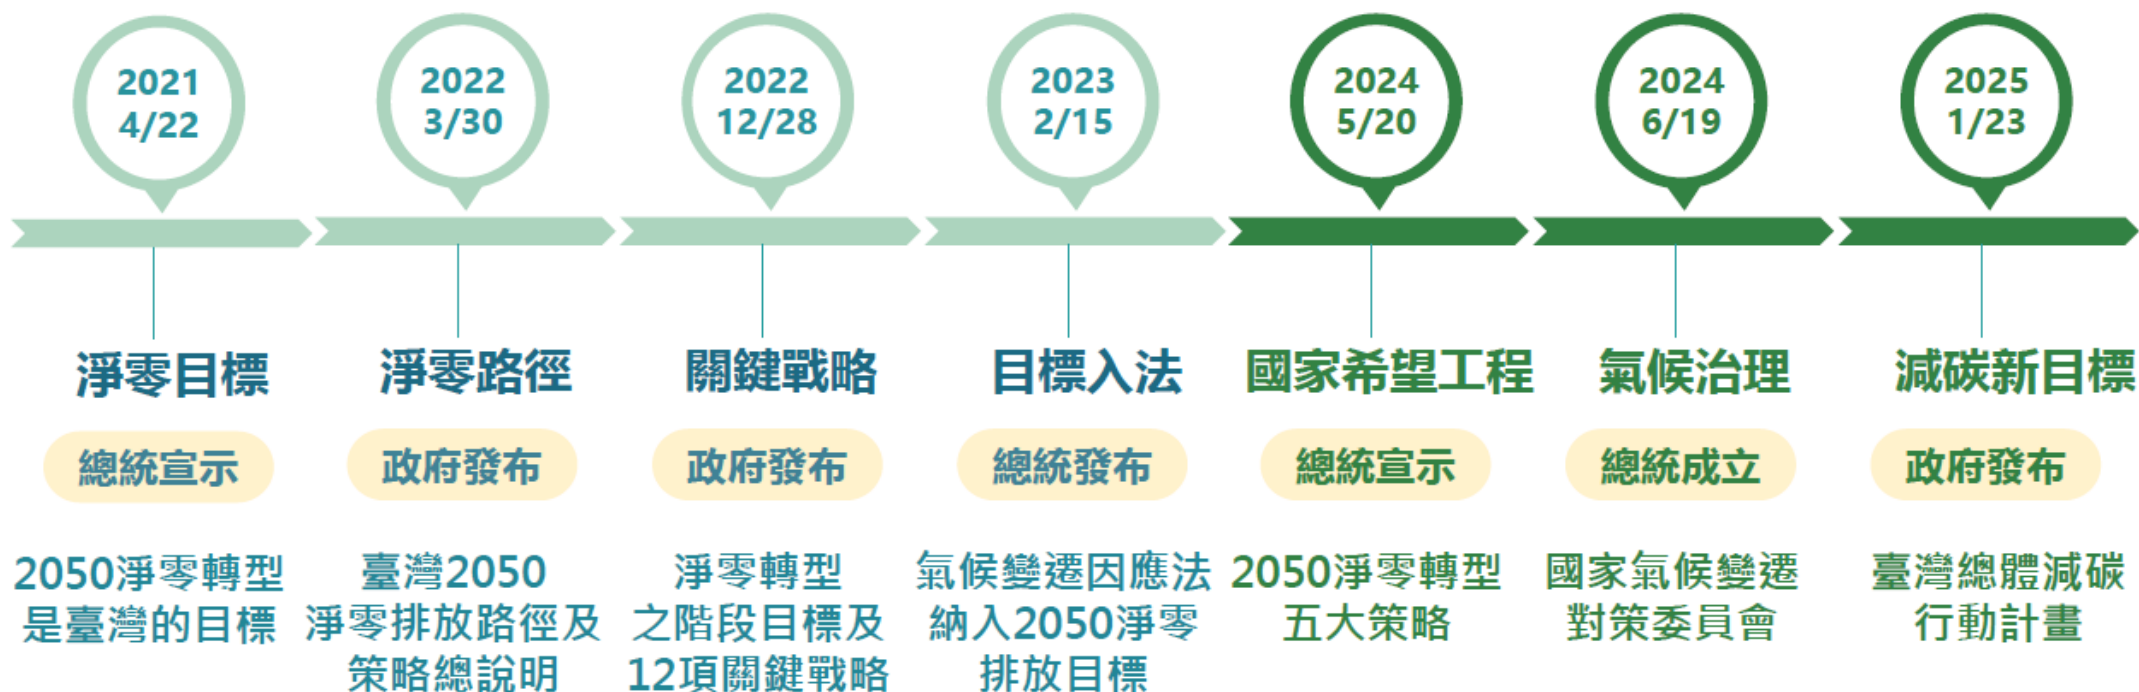 2021
4/22
淨零目標
總統宣示
2050淨零轉型
是臺灣的目標
2022
3/30
淨零路徑
政府發布
臺灣2050
淨零排放路徑及
策略總說明
2022
12/28
關鍵戰略
政府發布
淨零轉型
之階段目標及
12項關鍵戰略
2023
2/15
目標入法
總統發布
氣候變遷因應法
納入2050淨零
排放目標
2024
5/20
國家希望工程
總統宣示
2050淨零轉型
五大策略
2024
6/19
氣候治理
總統成立
國家氣候變遷
對策委員會
2025
1/23
減碳新目標
政府發布
臺灣總體減碳
行動計畫